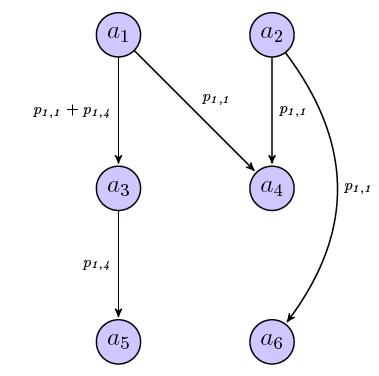 a₁ a₂
p₁,₁ + p₁,₄ p₁,₁ p₁,₁
a₃ a₄ p₁,₁
p₁,₄
a₅ a₆